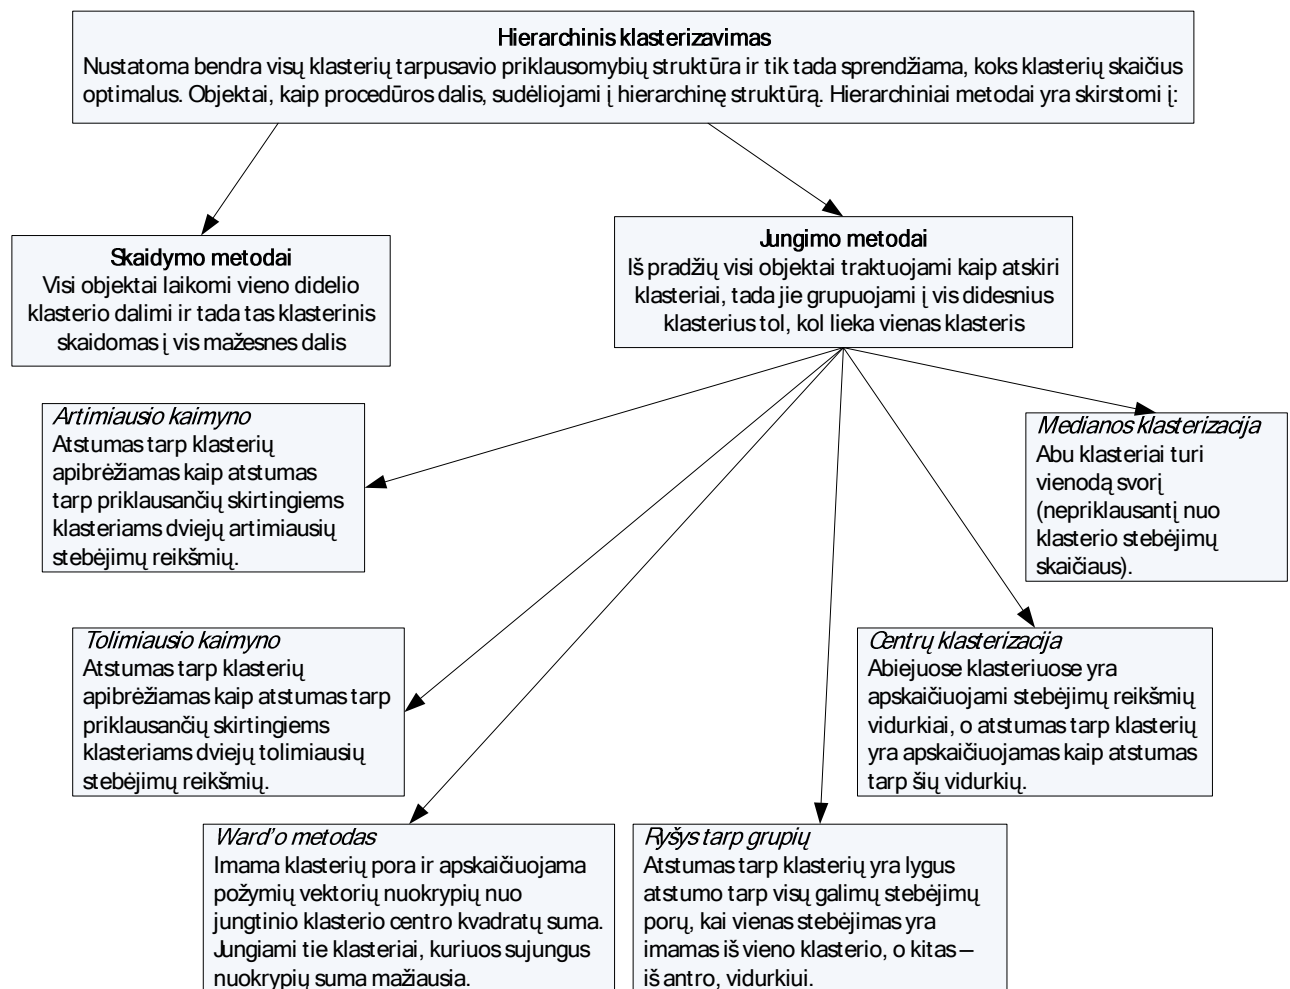 Hierarchinis klasterizavimas
Nustatoma bendra visų klasterių tarpusavio priklausomybių struktūra ir tik tada sprendžiama, koks klasterių skaičius
optimalus. Objektai, kaip procedūros dalis, sudėliojami į hierarchinę struktūrą. Hierarchiniai metodai yra skirstomi į:
Skaidymo metodai
Visi objektai laikomi vieno didelio
klasterio dalimi ir tada tas klasterinis
skaidomas į vis mažesnes dalis
Jungimo metodai
Iš pradžių visi objektai traktuojami kaip atskiri
klasteriai, tada jie grupuojami į vis didesnius
klasterius tol, kol lieka vienas klasteris
Artimiausio kaimyno
Atstumas tarp klasterių
apibrėžiamas kaip atstumas
tarp priklausančių skirtingiems
klasteriams dviejų artimiausių
stebėjimų reikšmių.
Medianos klasterizacija
Abu klasteriai turi
vienodą svorį
(nepriklausantį nuo
klasterio stebėjimų
skaičiaus).
Tolimiausio kaimyno
Atstumas tarp klasterių
apibrėžiamas kaip atstumas tarp
priklausančių skirtingiems
klasteriams dviejų tolimiausių
stebėjimų reikšmių.
Centrų klasterizacija
Abiejuose klasteriuose yra
apskaičiuojami stebėjimų reikšmių
vidurkiai, o atstumas tarp klasterių
yra apskaičiuojamas kaip atstumas
tarp šių vidurkių.
Ward’o metodas
Imama klasterių pora ir apskaičiuojama
požymių vektorių nuokrypių nuo
jungtinio klasterio centro kvadratų suma.
Jungiami tie klasteriai, kuriuos sujungus
nuokrypių suma mažiausia.
Ryšys tarp grupių
Atstumas tarp klasterių yra lygus
atstumo tarp visų galimų stebėjimų
porų, kai vienas stebėjimas yra
imamas iš vieno klasterio, o kitas –
iš antro, vidurkiui.